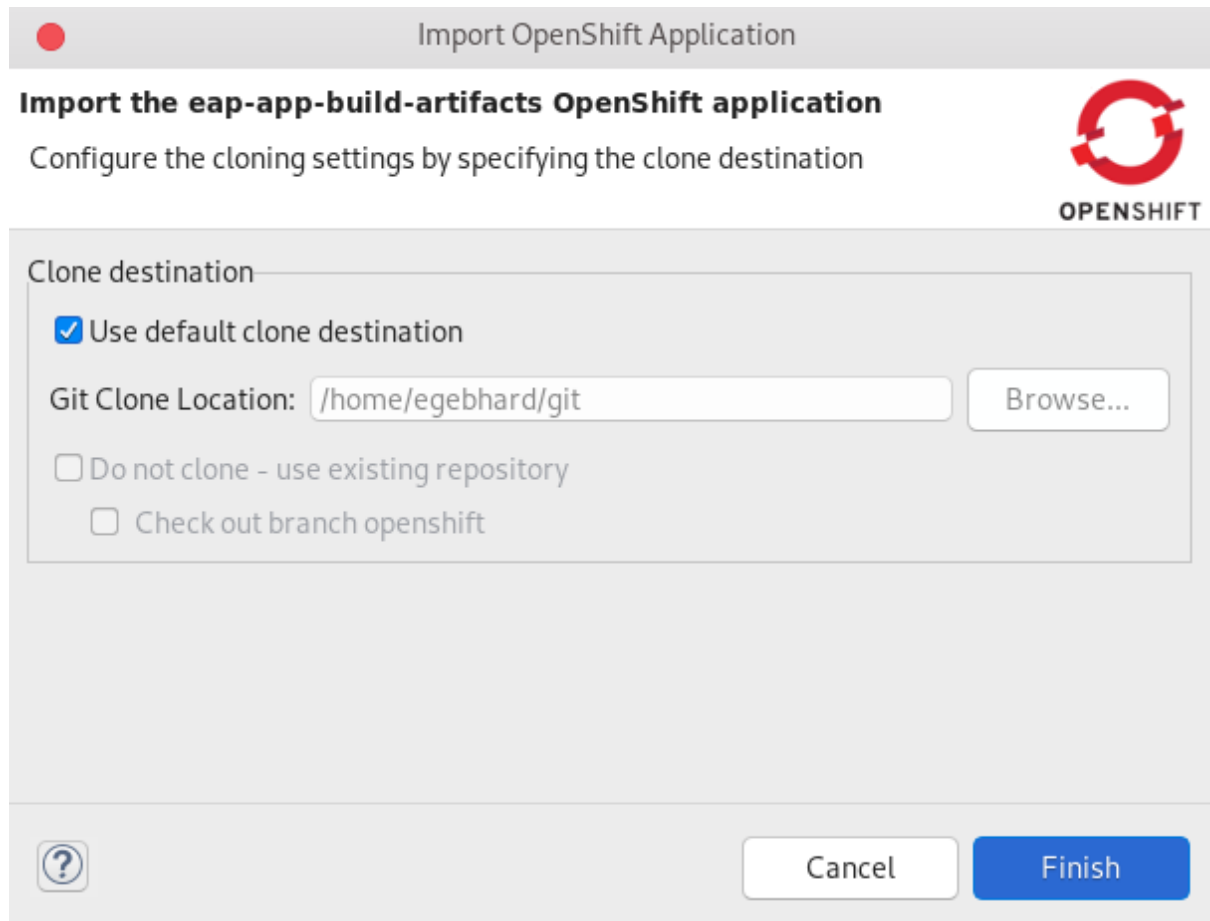 Import OpenShift Application
Import the eap-app-build-artifacts OpenShift application
Configure the cloning settings by specifying the clone destination
OPENSHIFT
Clone destination
Use default clone destination
Git Clone Location: /home/egebhard/git Browse...
Do not clone - use existing repository
Check out branch openshift
? Cancel Finish